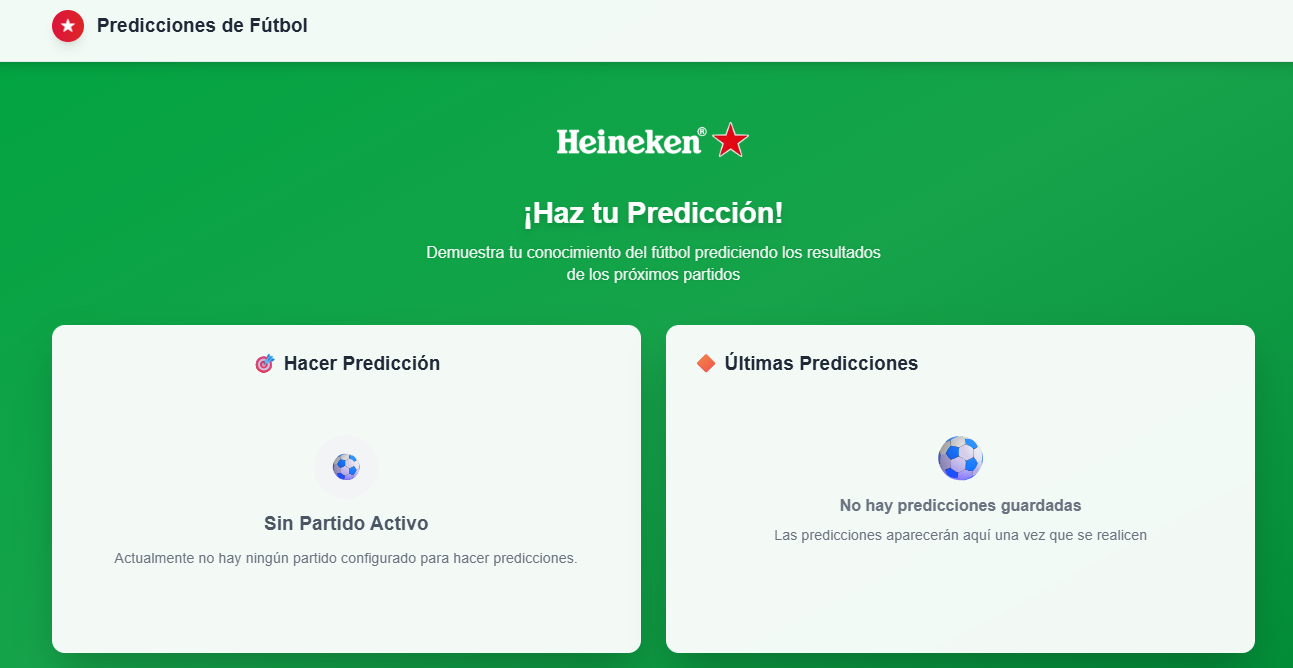 Predicciones de Fútbol
Heineken®
¡Haz tu Predicción!
Demuestra tu conocimiento del fútbol prediciendo los resultados
de los próximos partidos
Hacer Predicción
Sin Partido Activo
Actualmente no hay ningún partido configurado para hacer predicciones.
Últimas Predicciones
No hay predicciones guardadas
Las predicciones aparecerán aquí una vez que se realicen